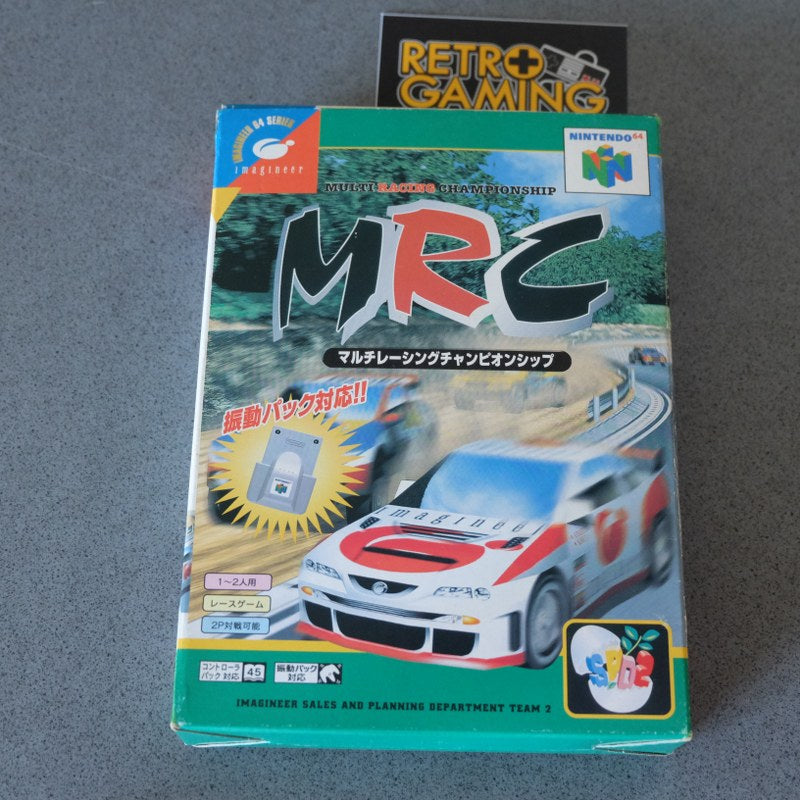 RETRO
GAMING
IMAGINEER 64 SERIES
imagineer
NINTENDO64
MULTI RACING CHAMPIONSHIP
MRC
マルチレーシングチャンピオンシップ
振動パック対応!!
imagineer
1～2人用
レースゲーム
2P対戦可能
コントローラ
パック 対応
45
振動パック
対応
SPD2
IMAGINEER SALES AND PLANNING DEPARTMENT TEAM 2